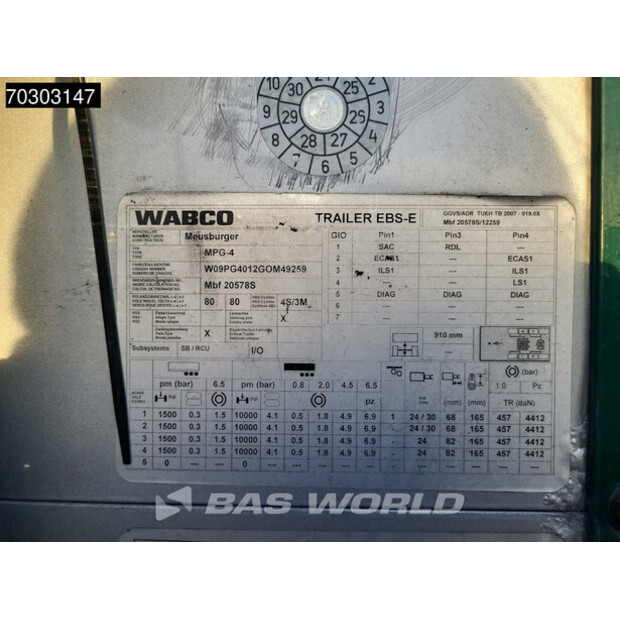 70303147
10 30 21 24 25 26 27 28 29 30
2 3 4 5 6 7 8
WABCO TRAILER EBS-E GGVS/ADR TUEH TB 2007 - 019.0X
Mbf 20578S/12259
HERSTELLER Meusburger
TYP MPG-4
W09PG4012GOM49259
Mbf 20578S
80 80 4S/3M
X
X
Subsystems SB / RCU I/O
GIO Pin1 Pin3 Pin4
1 SAC RDL ---
2 ECAS1 --- ECAS1
3 ILS1 --- ILS1
4 --- --- LS1
5 DIAG DIAG
6 --- --- ---
7 --- ---
910 mm
pm (bar) 6.5 pm (bar) 0.8 2.0 4.5 6.5 (bar)
pz 1.0 Pz
(mm) (mm) TR (daN)
1 1500 0.3 1.5 10000 4.1 0.5 1.8 4.9 6.9 1 24 / 30 68 165 457 4412
2 1500 0.3 1.5 10000 4.1 0.5 1.8 4.9 6.9 - 24 / 30 68 165 457 4412
3 1500 0.3 1.5 10000 4.1 0.5 1.8 4.9 6.9 - 24 82 165 457 4412
4 1500 0.3 1.5 10000 4.1 0.5 1.8 4.9 6.9 - 24 82 165 457 4412
5 0 --- --- 0 --- --- --- --- --- --- --- --- --- --- ---
BAS WORLD